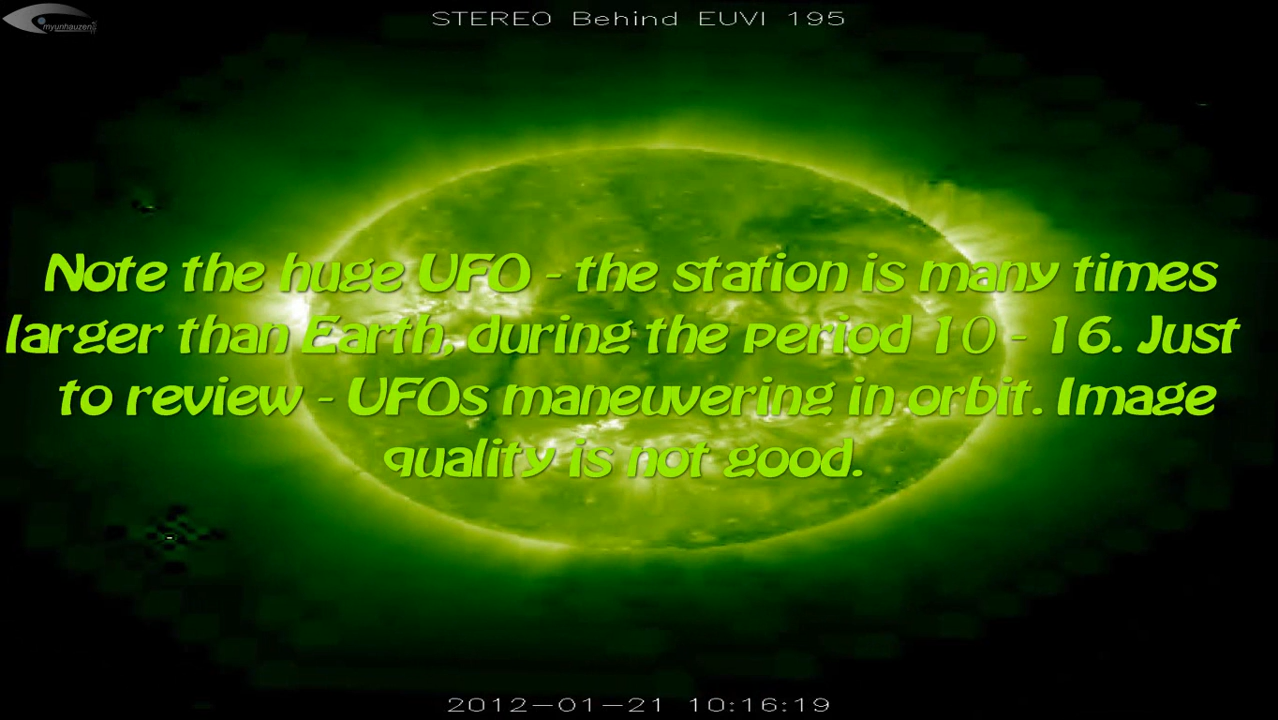 myunhauzen
STEREO Behind EUVI 195
Note the huge UFO - the station is many times
larger than Earth, during the period 10 - 16. Just
to review - UFOs maneuvering in orbit. Image
quality is not good.
2012-01-21 10:16:19